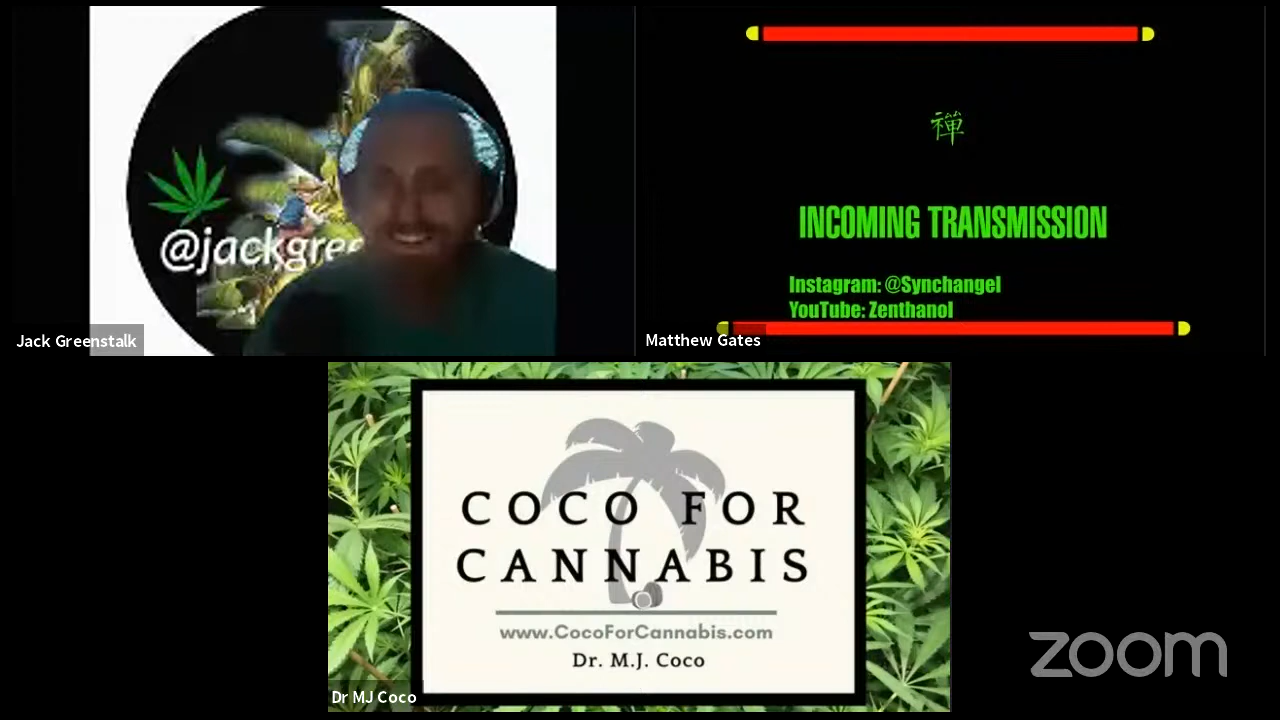 @jackgree
Jack Greenstalk
禪
INCOMING TRANSMISSION
Instagram: @Synchangel
YouTube: Zenthanol
Matthew Gates
COCO FOR
CANNABIS
www.CocoForCannabis.com
Dr. M.J. Coco
Dr MJ Coco
zoom